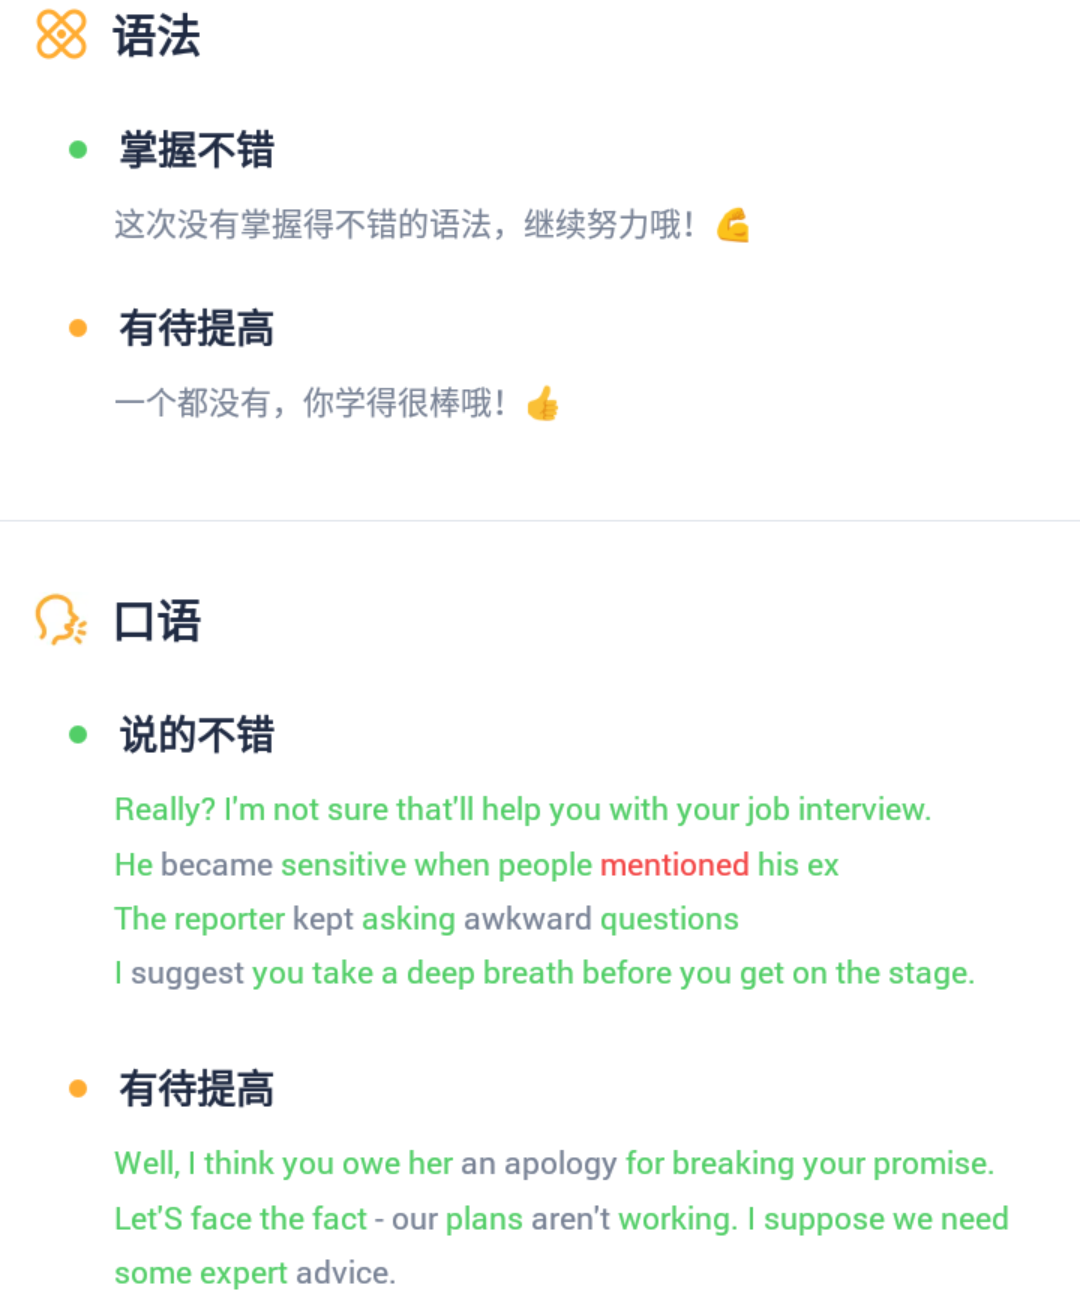 语法
掌握不错
这次没有掌握得不错的语法，继续努力哦！💪
有待提高
一个都没有，你学得很棒哦！👍
口语
说的不错
Really? I'm not sure that'll help you with your job interview.
He became sensitive when people mentioned his ex
The reporter kept asking awkward questions
I suggest you take a deep breath before you get on the stage.
有待提高
Well, I think you owe her an apology for breaking your promise.
Let'S face the fact - our plans aren't working. I suppose we need
some expert advice.